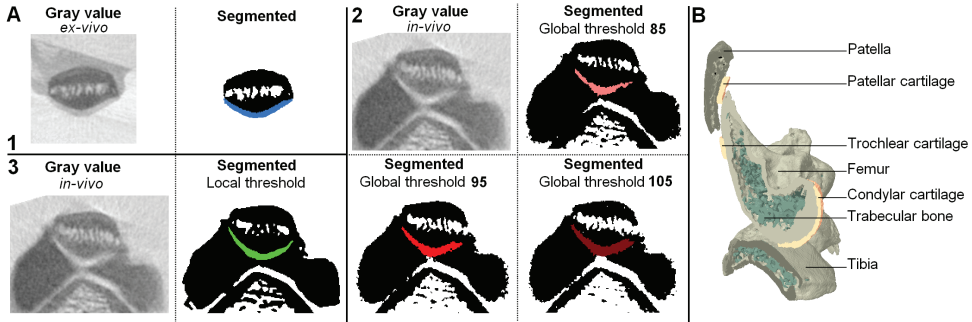 A
Gray value
ex-vivo
Segmented
1
2
Gray value
in-vivo
Segmented
Global threshold 85
3
Gray value
in-vivo
Segmented
Local threshold
Segmented
Global threshold 95
Segmented
Global threshold 105
B
Patella
Patellar cartilage
Trochlear cartilage
Femur
Condylar cartilage
Trabecular bone
Tibia